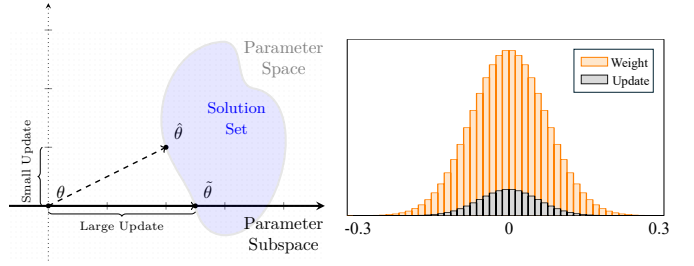 Parameter
Space
Solution
Set
Small Update
θ
θ̂
θ̃
Large Update
Parameter
Subspace
Weight
Update
-0.3
0
0.3